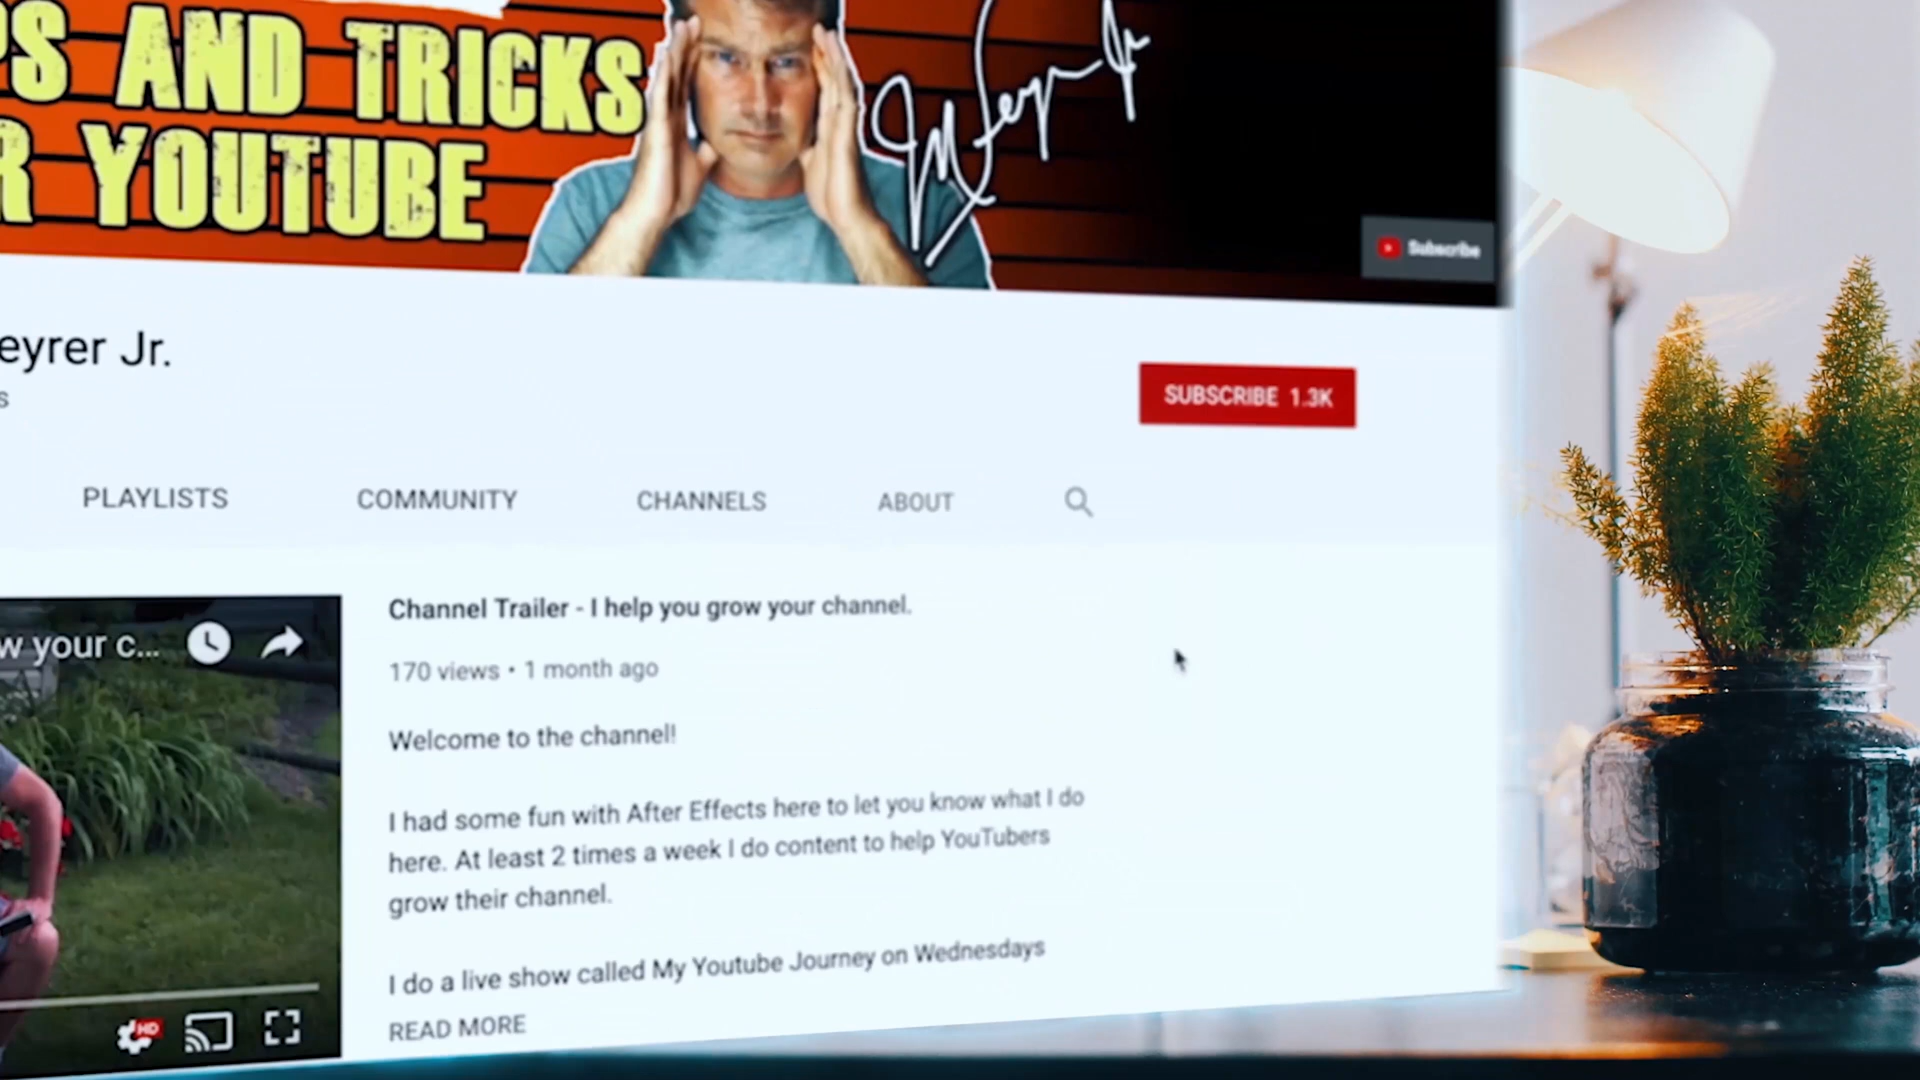 PS AND TRICKS
R YOUTUBE
Subscribe
eyrer Jr.
s
SUBSCRIBE 1.3K
PLAYLISTS
COMMUNITY
CHANNELS
ABOUT
w your c...
Channel Trailer - I help you grow your channel.
170 views • 1 month ago
Welcome to the channel!
I had some fun with After Effects here to let you know what I do
here. At least 2 times a week I do content to help YouTubers
grow their channel.
I do a live show called My Youtube Journey on Wednesdays
READ MORE
HD